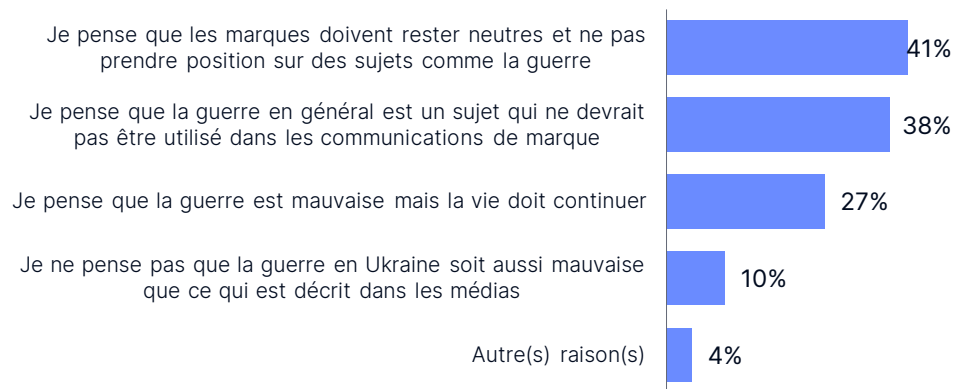 Je pense que les marques doivent rester neutres et ne pas
prendre position sur des sujets comme la guerre
41%
Je pense que la guerre en général est un sujet qui ne devrait
pas être utilisé dans les communications de marque
38%
Je pense que la guerre est mauvaise mais la vie doit continuer
27%
Je ne pense pas que la guerre en Ukraine soit aussi mauvaise
que ce qui est décrit dans les médias
10%
Autre(s) raison(s)
4%